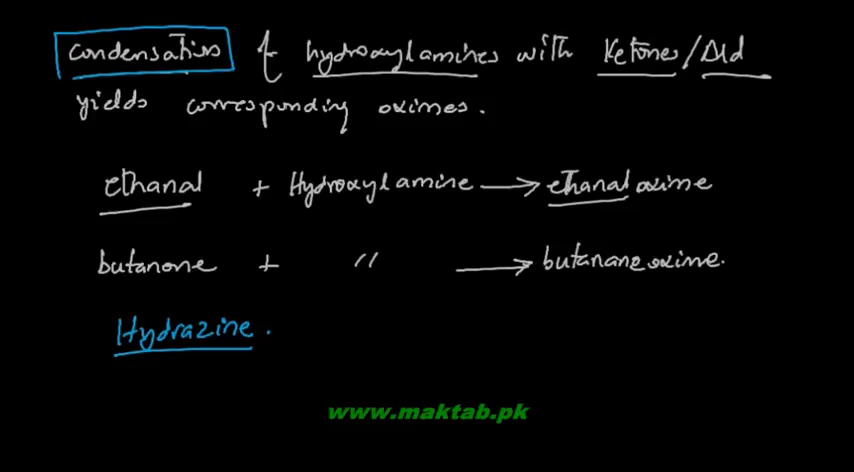 condensation of hydroxylamines with Ketones/Ald
yields corresponding oximes.
ethanal + Hydroxylamine → ethanal oxime
butanone + " → butanone oxime.
Hydrazine.
www.maktab.pk